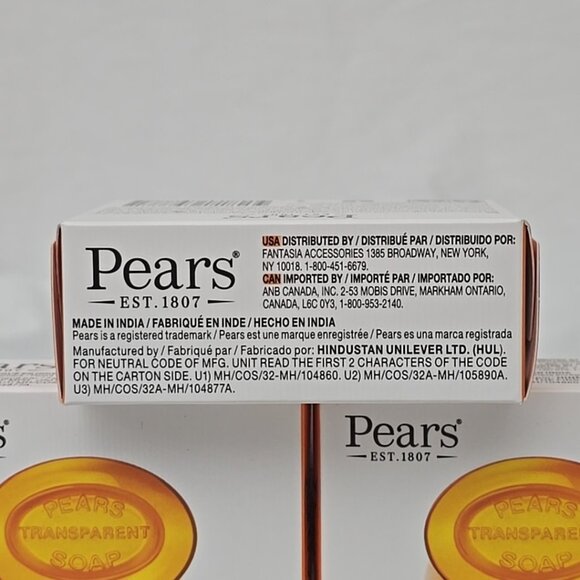 Pears®
EST. 1807
USA DISTRIBUTED BY / DISTRIBUÉ PAR / DISTRIBUIDO POR:
FANTASIA ACCESSORIES 1385 BROADWAY, NEW YORK,
NY 10018. 1-800-451-6679.
CAN IMPORTED BY / IMPORTÉ PAR / IMPORTADO POR:
ANB CANADA, INC. 2-53 MOBIS DRIVE, MARKHAM ONTARIO,
CANADA, L6C 0Y3, 1-800-953-2140.
MADE IN INDIA / FABRIQUÉ EN INDE / HECHO EN INDIA
Pears is a registered trademark / Pears est une marque enregistrée / Pears es una marca registrada
Manufactured by / Fabriqué par / Fabricado por: HINDUSTAN UNILEVER LTD. (HUL).
FOR NEUTRAL CODE OF MFG. UNIT READ THE FIRST 2 CHARACTERS OF THE CODE
ON THE CARTON SIDE. U1) MH/COS/32-MH/104860. U2) MH/COS/32A-MH/105890A.
U3) MH/COS/32A-MH/104877A.
Pears®
EST. 1807
PEARS
TRANSPARENT
SOAP
PEARS
TRANSPARENT
SOAP